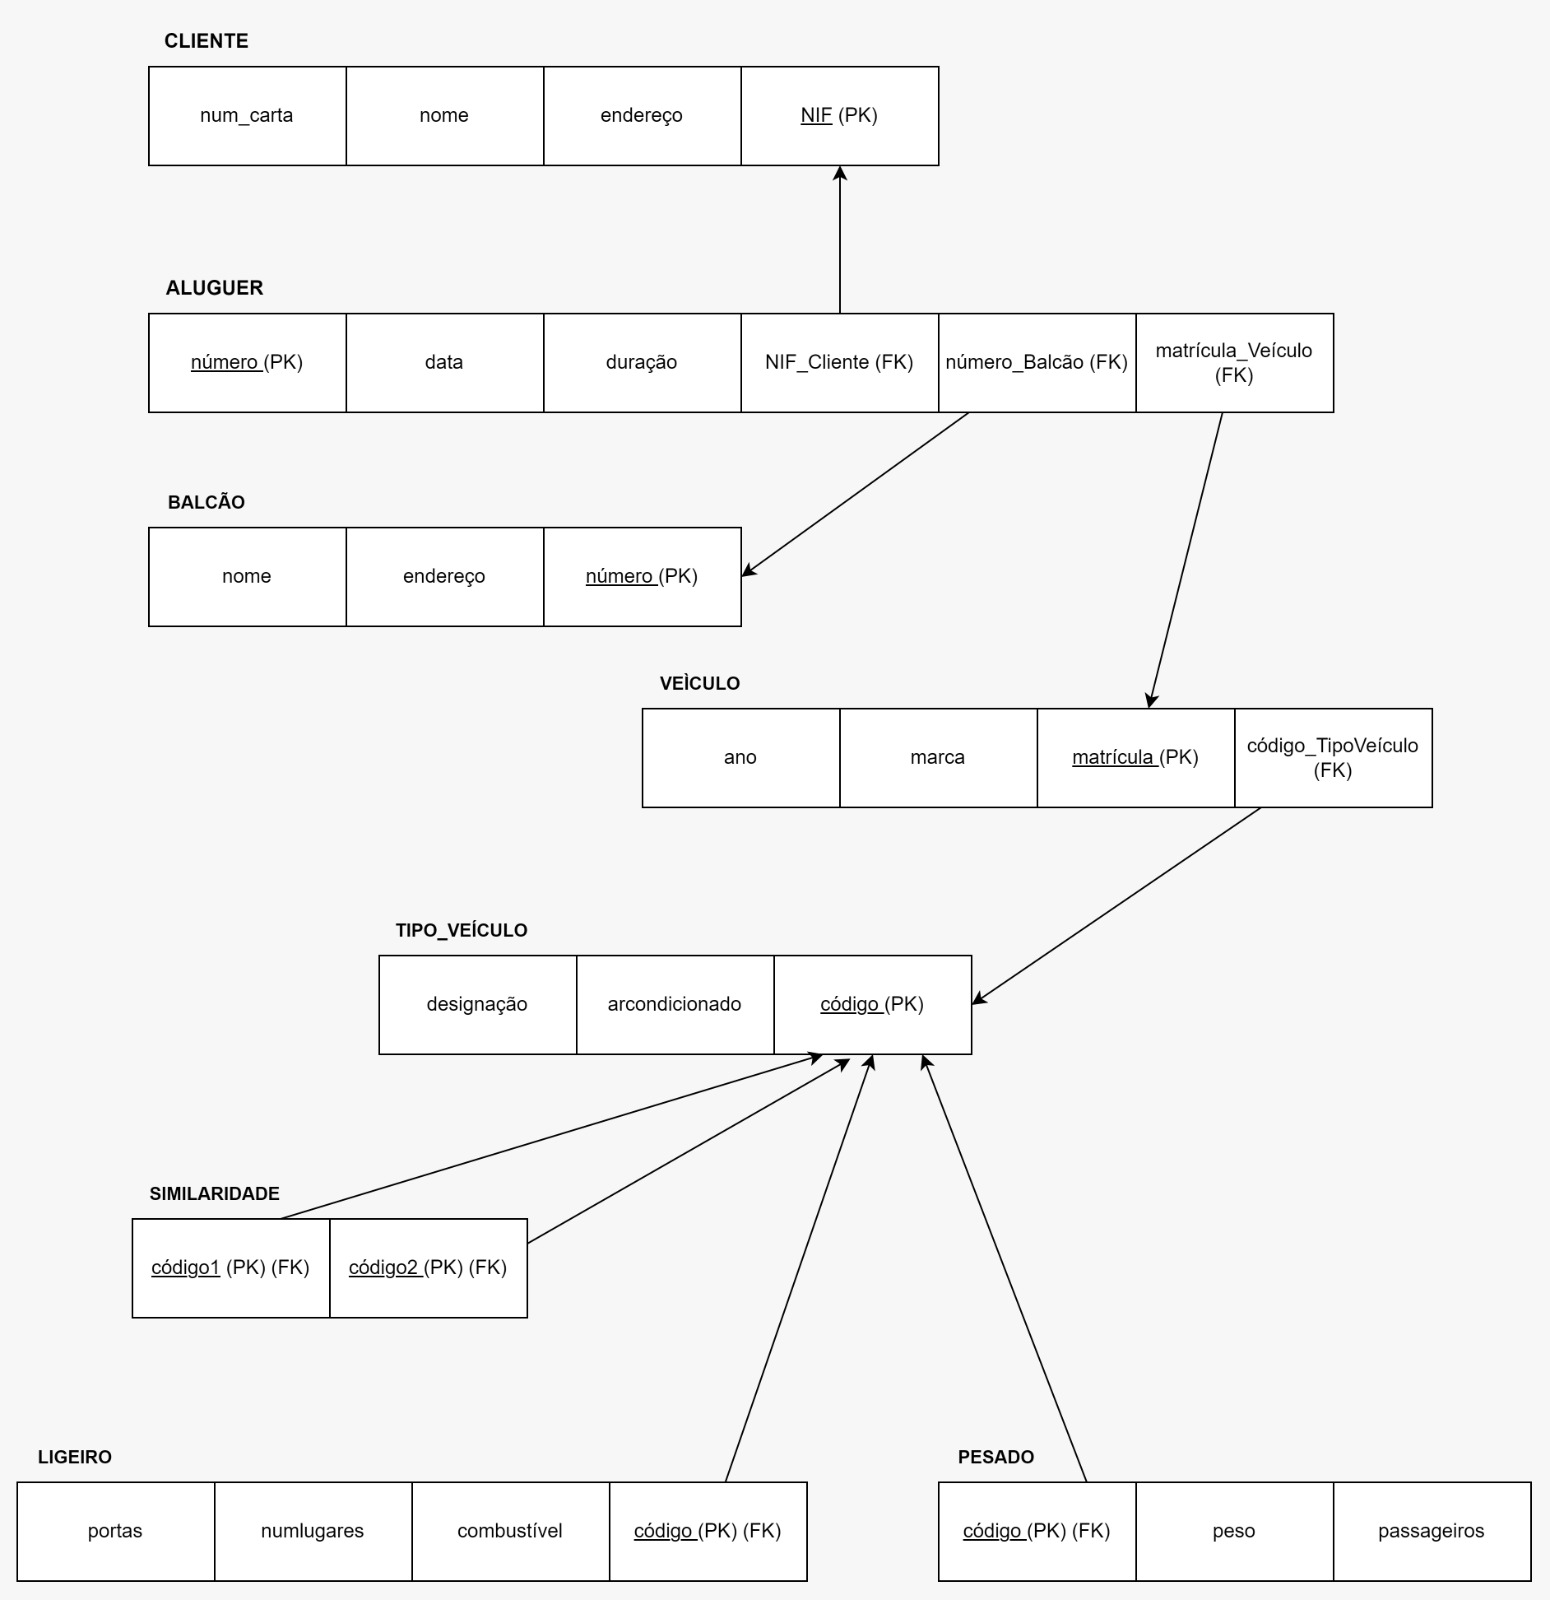 CLIENTE
num_carta
nome
endereço
NIF (PK)
ALUGUER
número (PK)
data
duração
NIF_Cliente (FK)
número_Balcão (FK)
matrícula_Veículo
(FK)
BALCÃO
nome
endereço
número (PK)
VEÌCULO
ano
marca
matrícula (PK)
código_TipoVeículo
(FK)
TIPO_VEÍCULO
designação
arcondicionado
código (PK)
SIMILARIDADE
código1 (PK) (FK)
código2 (PK) (FK)
LIGEIRO
portas
numlugares
combustível
código (PK) (FK)
PESADO
código (PK) (FK)
peso
passageiros